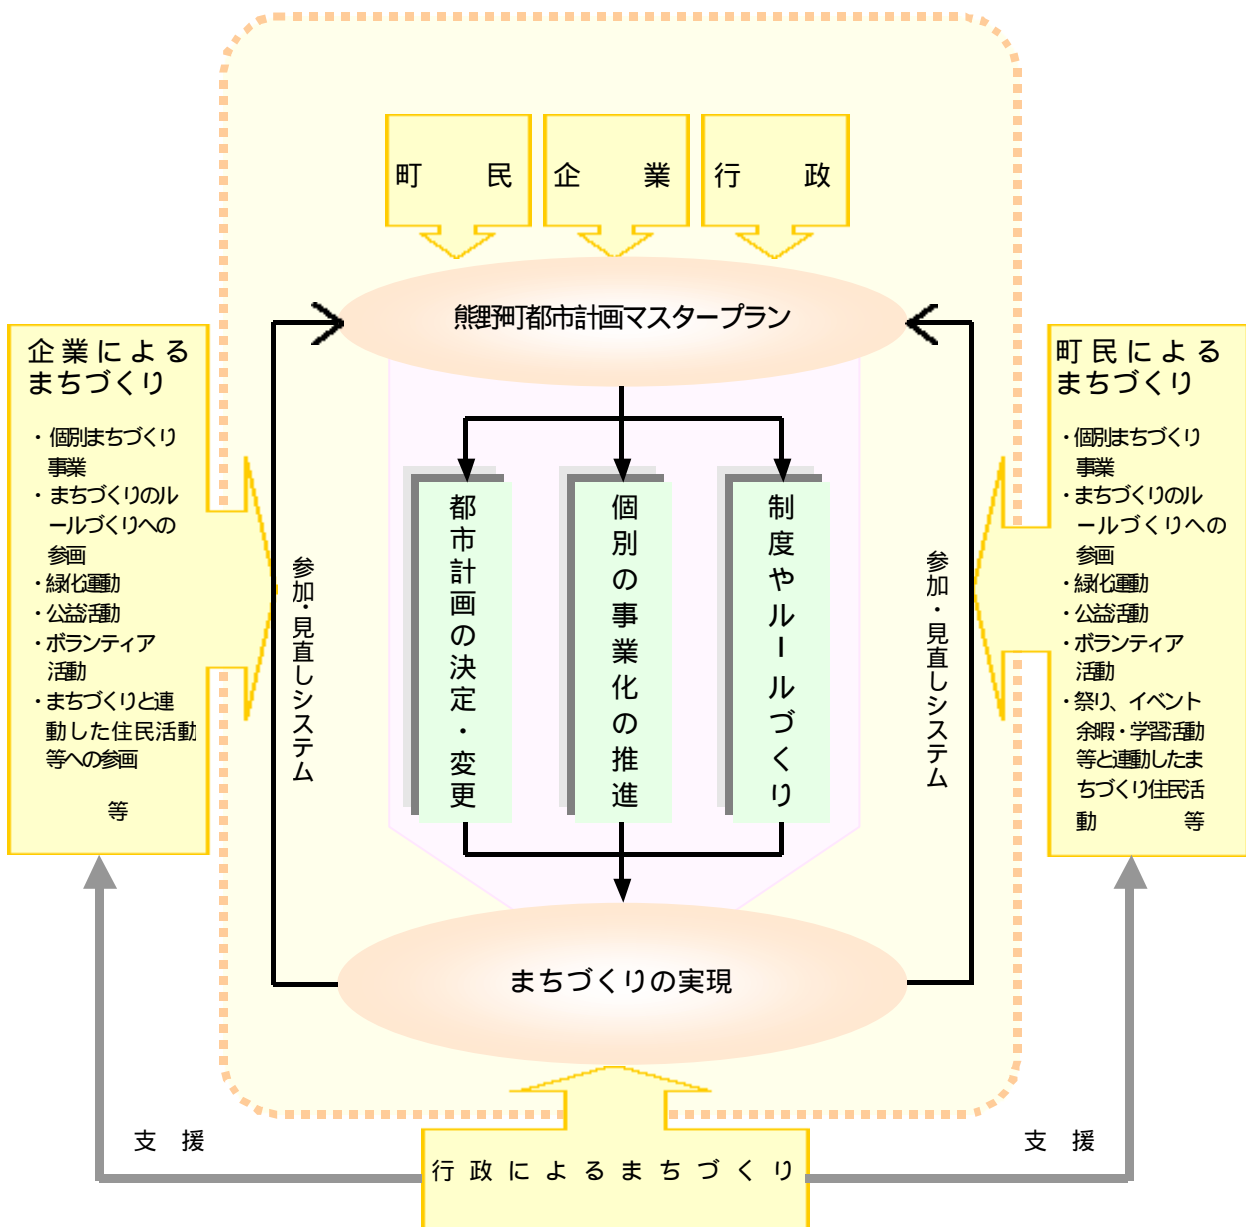 町民
企業
行政
熊野町都市計画マスタープラン
企業による
まちづくり
・個別まちづくり
事業
・まちづくりのル
ールづくりへの
参画
・緑化運動
・公益活動
・ボランティア
活動
・まちづくりと連
動した住民活動
等への参画
等
参加・見直しシステム
都市計画の決定・変更
個別の事業化の推進
制度やルールづくり
参加・見直しシステム
町民による
まちづくり
・個別まちづくり
事業
・まちづくりのル
ールづくりへの
参画
・緑化運動
・公益活動
・ボランティア
活動
・祭り、イベント
余暇・学習活動
等と連動したま
ちづくり住民活
動 等
まちづくりの実現
支援
行政によるまちづくり
支援